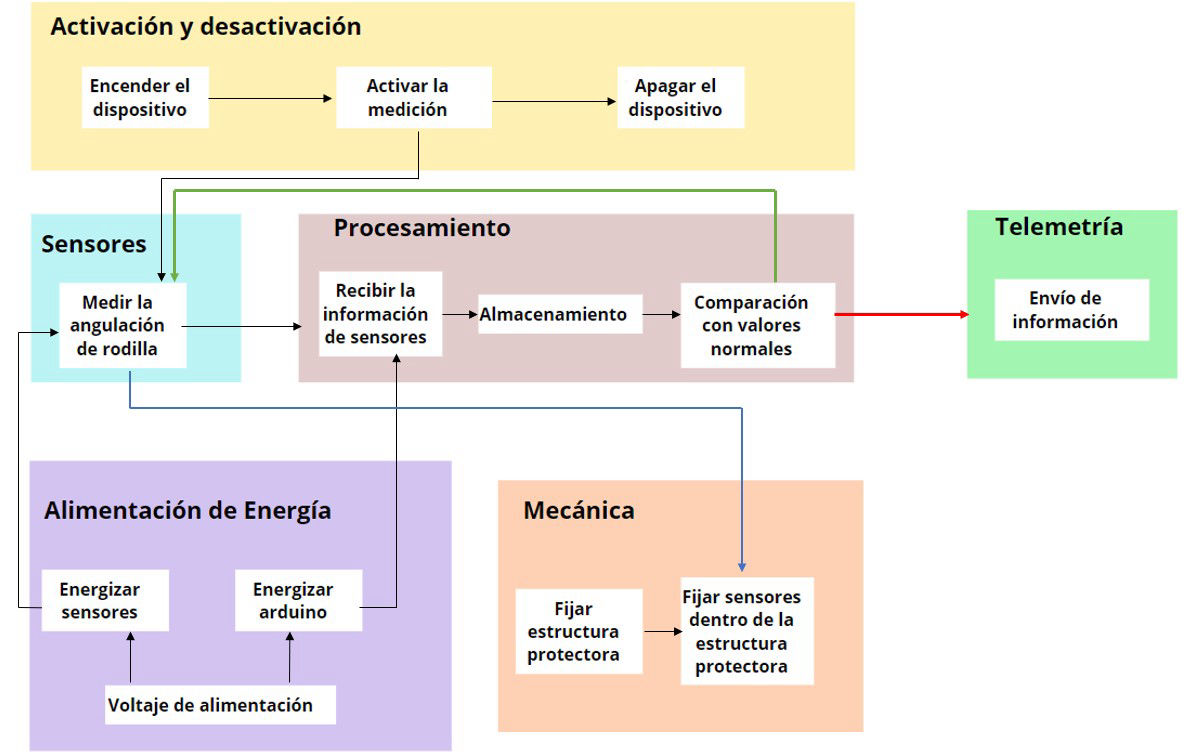 Activación y desactivación
Encender el
dispositivo
Activar la
medición
Apagar el
dispositivo
Sensores
Medir la
angulación
de rodilla
Procesamiento
Recibir la
información
de sensores
Almacenamiento
Comparación
con valores
normales
Telemetría
Envío de
información
Alimentación de Energía
Energizar
sensores
Energizar
arduino
Voltaje de alimentación
Mecánica
Fijar
estructura
protectora
Fijar sensores
dentro de la
estructura
protectora